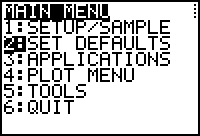 MAIN MENU
1:SETUP/SAMPLE
2:SET DEFAULTS
3:APPLICATIONS
4:PLOT MENU
5:TOOLS
6:QUIT